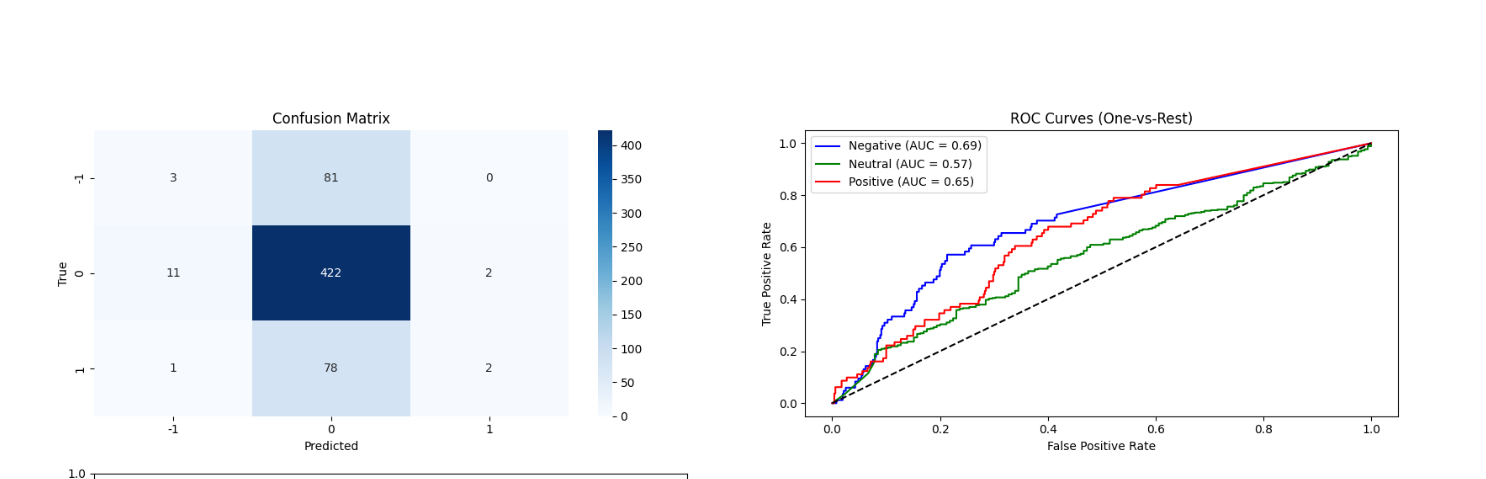 Confusion Matrix
True
-1
0
1
3 81 0
11 422 2
1 78 2
-1 0 1
Predicted
400
350
300
250
200
150
100
50
0
ROC Curves (One-vs-Rest)
Negative (AUC = 0.69)
Neutral (AUC = 0.57)
Positive (AUC = 0.65)
True Positive Rate
1.0
0.8
0.6
0.4
0.2
0.0
0.0 0.2 0.4 0.6 0.8 1.0
False Positive Rate
1.0